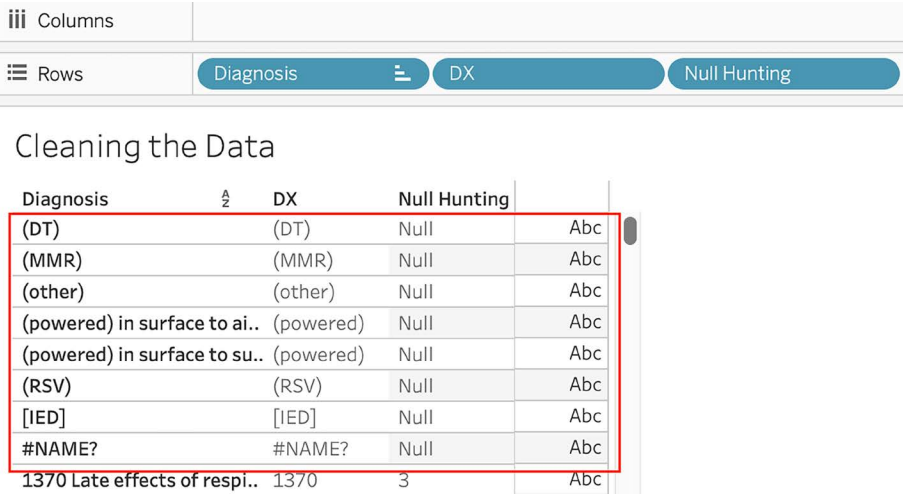 Columns
Rows Diagnosis DX Null Hunting
Cleaning the Data
Diagnosis AZ DX Null Hunting
(DT) (DT) Null Abc
(MMR) (MMR) Null Abc
(other) (other) Null Abc
(powered) in surface to ai.. (powered) Null Abc
(powered) in surface to su.. (powered) Null Abc
(RSV) (RSV) Null Abc
[IED] [IED] Null Abc
#NAME? #NAME? Null Abc
1370 Late effects of respi.. 1370 3 Abc